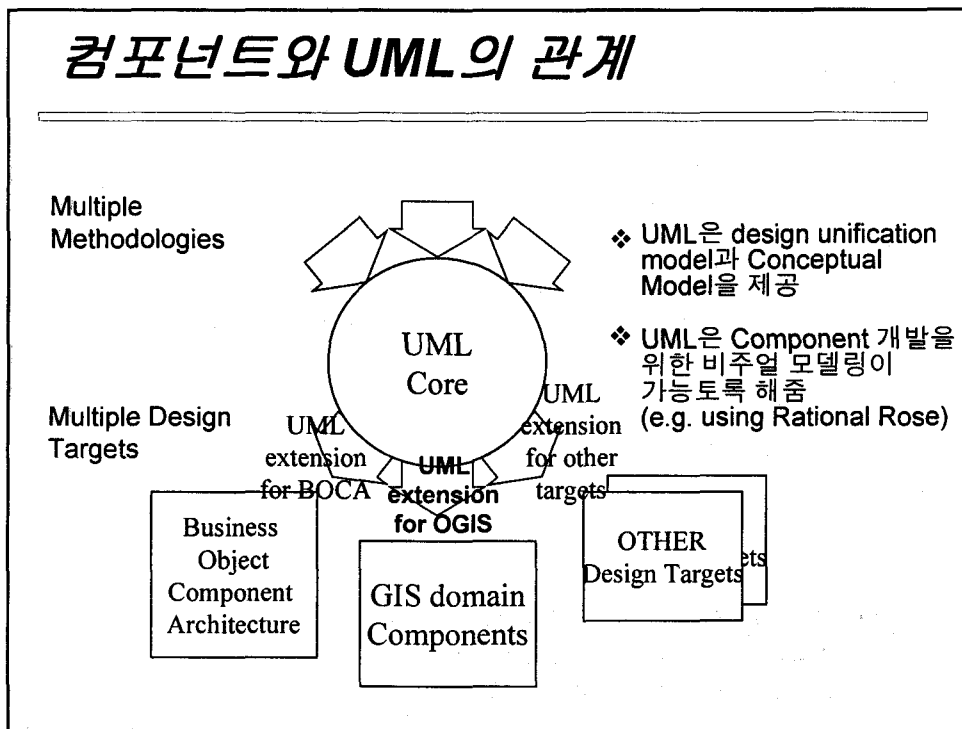 컴포넌트와 UML의 관계
Multiple
Methodologies
❖ UML은 design unification
model과 Conceptual
Model을 제공
❖ UML은 Component 개발을
위한 비주얼 모델링이
가능토록 해줌
(e.g. using Rational Rose)
UML
Core
Multiple Design
Targets
UML
extension
for BOCA
UML
extension
for OGIS
UML
extension
for other
targets
Business
Object
Component
Architecture
GIS domain
Components
OTHER
Design Targets
ets